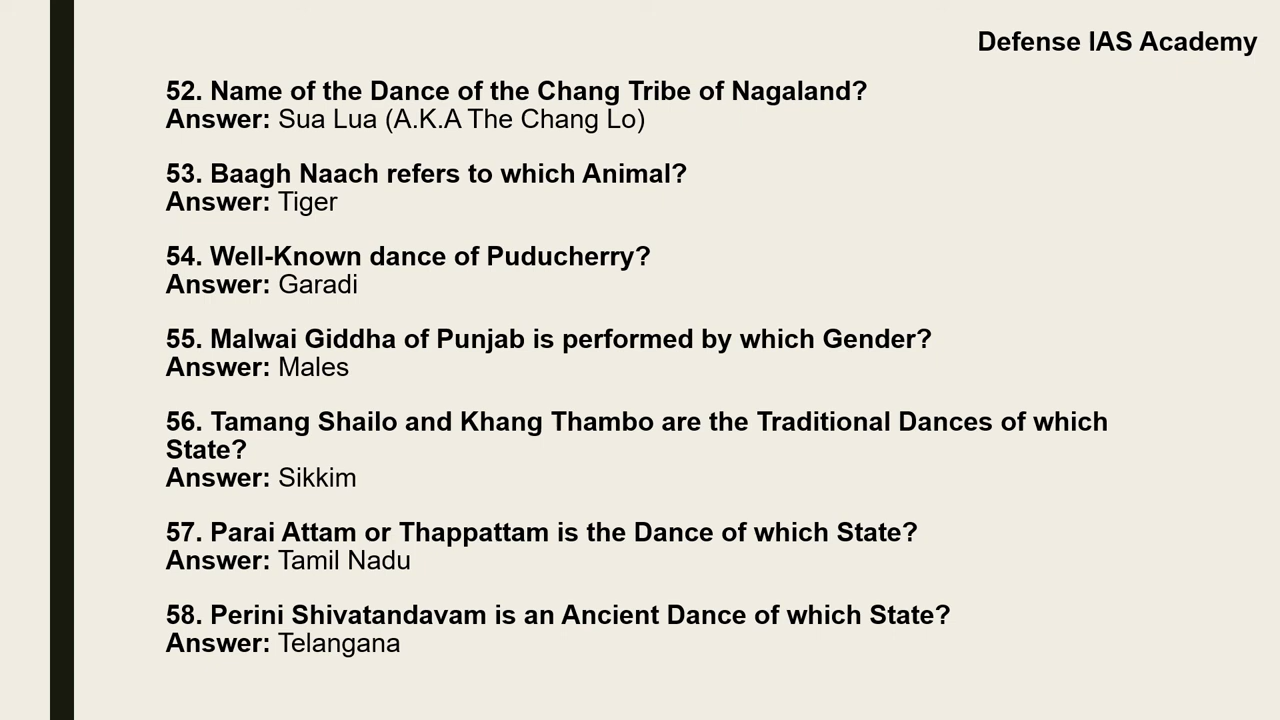 Defense IAS Academy
52. Name of the Dance of the Chang Tribe of Nagaland?
Answer: Sua Lua (A.K.A The Chang Lo)
53. Baagh Naach refers to which Animal?
Answer: Tiger
54. Well-Known dance of Puducherry?
Answer: Garadi
55. Malwai Giddha of Punjab is performed by which Gender?
Answer: Males
56. Tamang Shailo and Khang Thambo are the Traditional Dances of which
State?
Answer: Sikkim
57. Parai Attam or Thappattam is the Dance of which State?
Answer: Tamil Nadu
58. Perini Shivatandavam is an Ancient Dance of which State?
Answer: Telangana